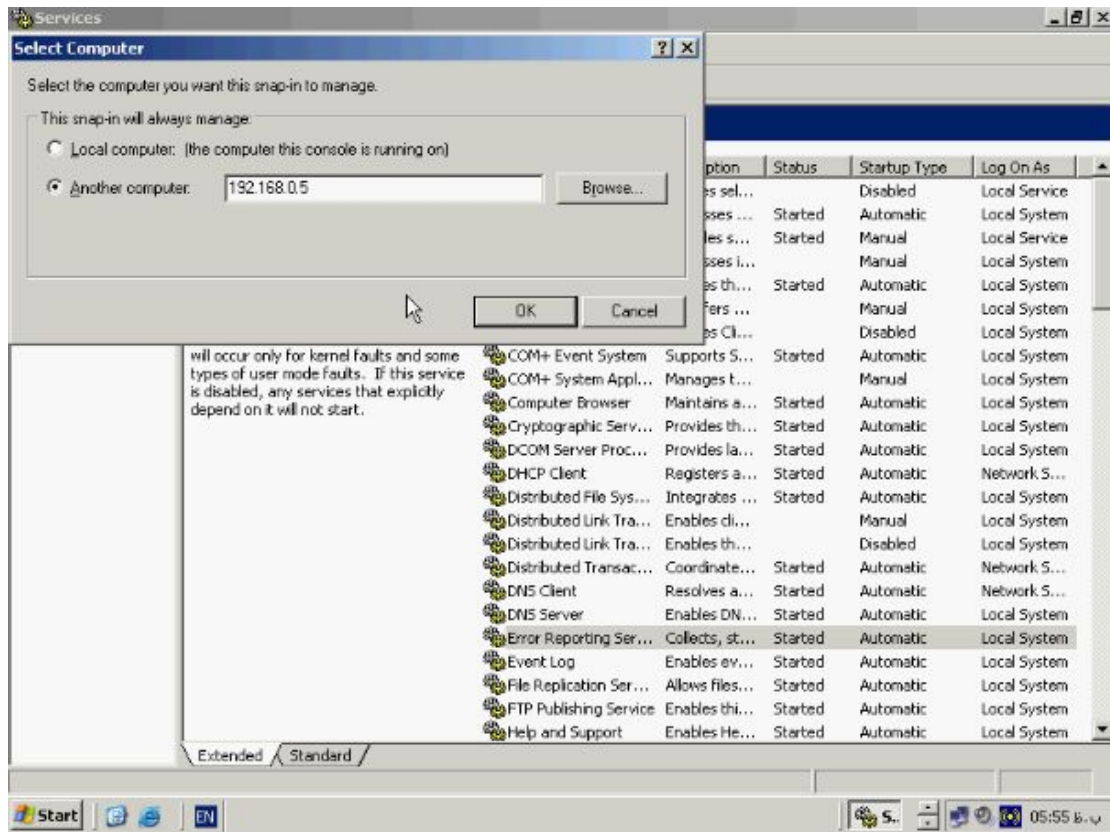 Services
Select Computer
Select the computer you want this snap-in to manage.
This snap-in will always manage:
Local computer: (the computer this console is running on)
Another computer: 192.168.0.5 Browse...
OK Cancel
ption Status Startup Type Log On As
es sel... Disabled Local Service
sses ... Started Automatic Local System
les s... Started Manual Local Service
sses i... Manual Local System
es th... Started Automatic Local System
fers ... Manual Local System
es Cli... Disabled Local System
will occur only for kernel faults and some
types of user mode faults. If this service
is disabled, any services that explicitly
depend on it will not start.
COM+ Event System Supports S... Started Automatic Local System
COM+ System Appl... Manages t... Manual Local System
Computer Browser Maintains a... Started Automatic Local System
Cryptographic Serv... Provides th... Started Automatic Local System
DCOM Server Proc... Provides la... Started Automatic Local System
DHCP Client Registers a... Started Automatic Network S...
Distributed File Sys... Integrates ... Started Automatic Local System
Distributed Link Tra... Enables cli... Manual Local System
Distributed Link Tra... Enables th... Disabled Local System
Distributed Transac... Coordinate... Started Automatic Network S...
DNS Client Resolves a... Started Automatic Network S...
DNS Server Enables DN... Started Automatic Local System
Error Reporting Ser... Collects, st... Started Automatic Local System
Event Log Enables ev... Started Automatic Local System
File Replication Ser... Allows files... Started Automatic Local System
FTP Publishing Service Enables thi... Started Automatic Local System
Help and Support Enables He... Started Automatic Local System
Extended Standard
Start EN S.. 05:55 ب.ظ